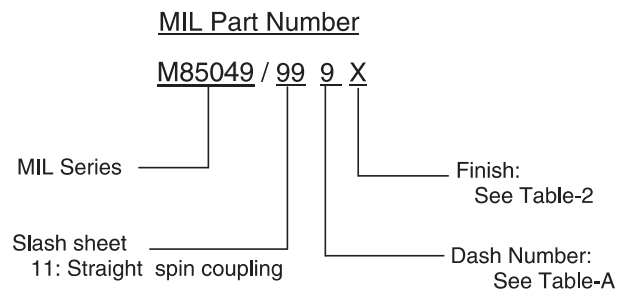 MIL Part Number
M85049 / 99 9 X
MIL Series
Finish:
See Table-2
Slash sheet
11: Straight spin coupling
Dash Number:
See Table-A